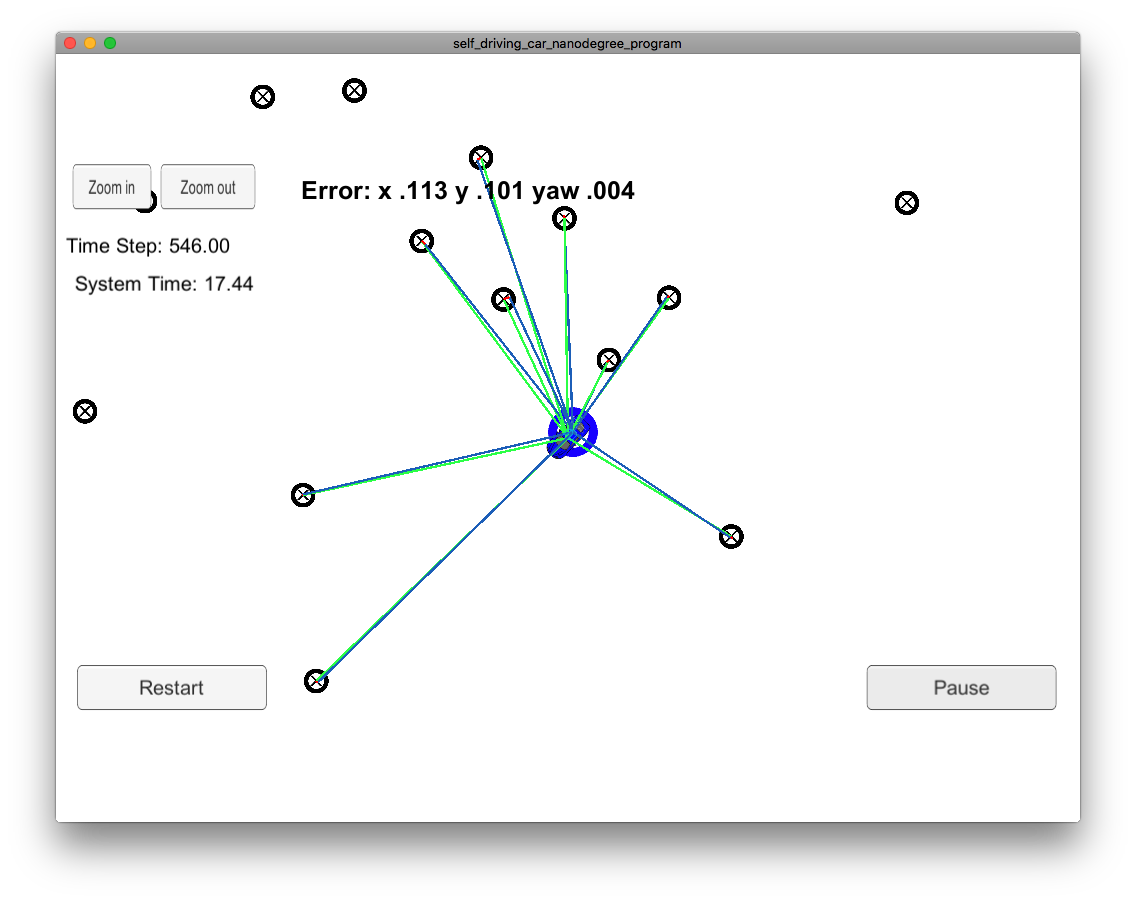 self_driving_car_nanodegree_program
Zoom in
Zoom out
Error: x .113 y .101 yaw .004
Time Step: 546.00
System Time: 17.44
Restart
Pause